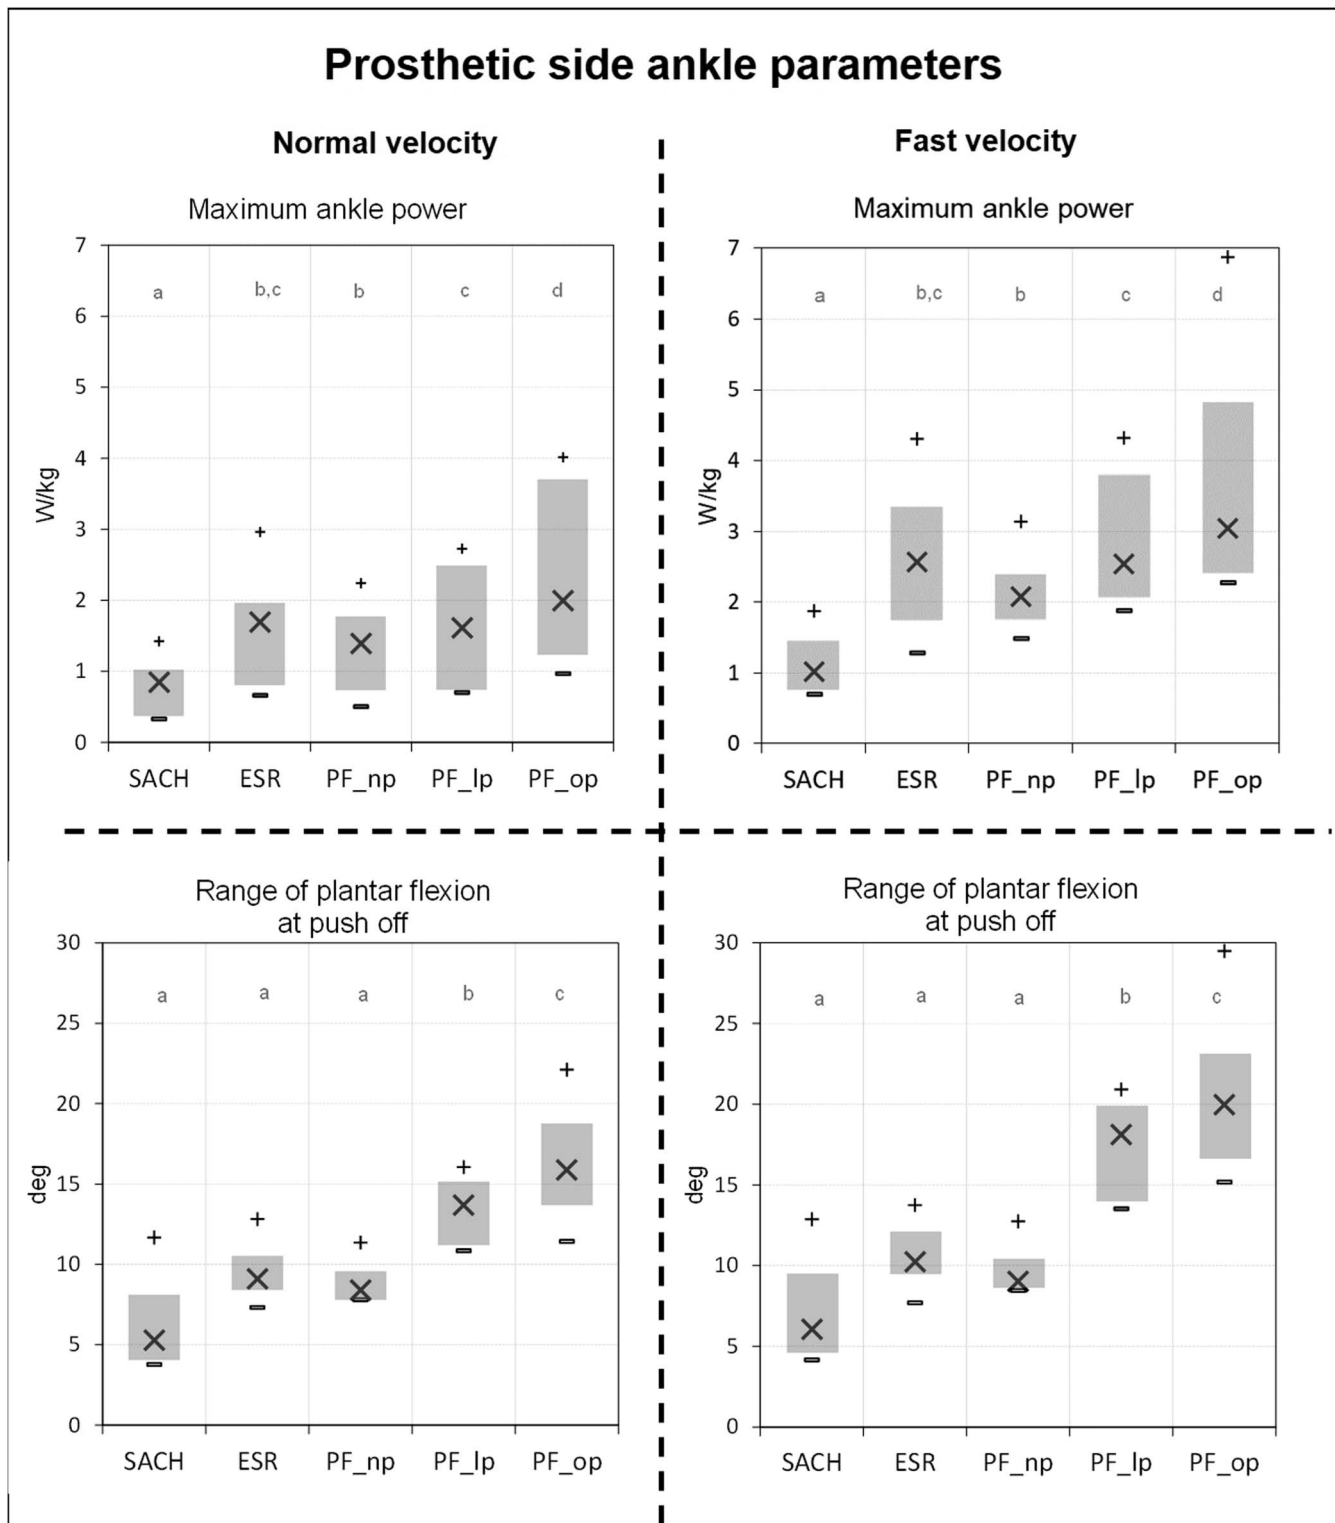 Prosthetic side ankle parameters
Normal velocity
Maximum ankle power
7
6
5
4
3
2
1
0
W/kg
a
b,c
b
c
d
SACH
ESR
PF_np
PF_lp
PF_op
Fast velocity
Maximum ankle power
7
6
5
4
3
2
1
0
W/kg
a
b,c
b
c
d
SACH
ESR
PF_np
PF_lp
PF_op
Range of plantar flexion
at push off
30
25
20
15
10
5
0
deg
a
a
a
b
c
SACH
ESR
PF_np
PF_lp
PF_op
Range of plantar flexion
at push off
30
25
20
15
10
5
0
deg
a
a
a
b
c
SACH
ESR
PF_np
PF_lp
PF_op